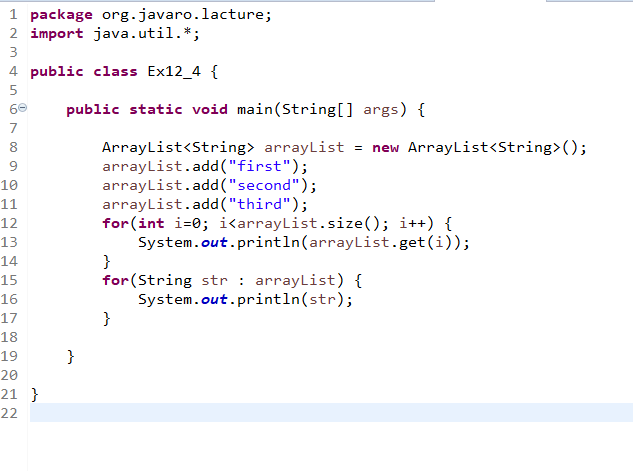 1 package org.javaro.lacture;
2 import java.util.*;
3
4 public class Ex12_4 {
5
6     public static void main(String[] args) {
7
8         ArrayList<String> arrayList = new ArrayList<String>();
9         arrayList.add("first");
10         arrayList.add("second");
11         arrayList.add("third");
12         for(int i=0; i<arrayList.size(); i++) {
13             System.out.println(arrayList.get(i));
14         }
15         for(String str : arrayList) {
16             System.out.println(str);
17         }
18
19     }
20
21 }
22